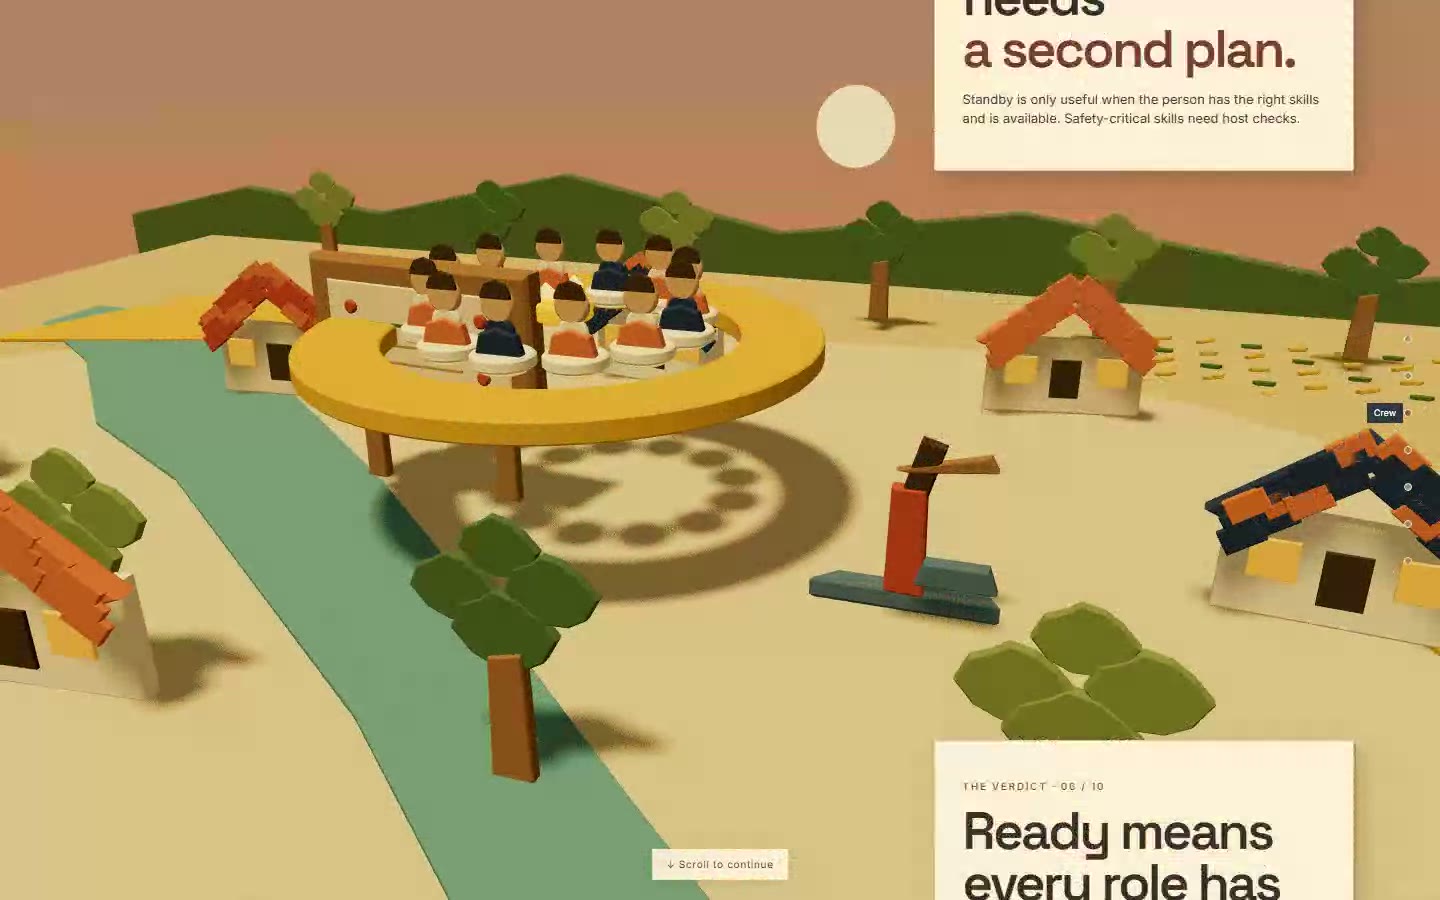 needs
a second plan.
Standby is only useful when the person has the right skills
and is available. Safety-critical skills need host checks.
Crew
THE VERDICT · 06 / 10
Ready means
every role has
↓ Scroll to continue